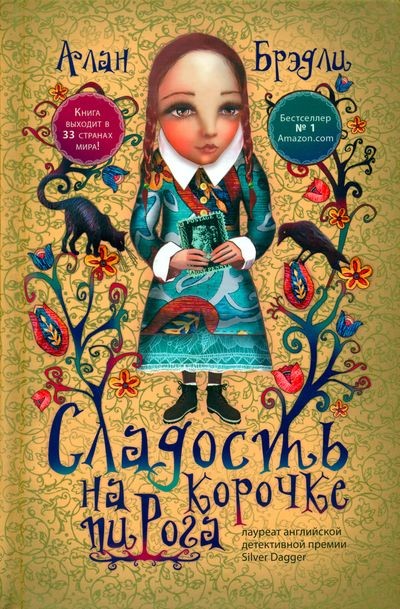 Алан Брэдли
Книга
выходит в
33 странах
мира!
Бестселлер
№ 1
Amazon.com
POSTAGE
Сладость
на корочке
пиРога
лауреат английской
детективной премии
Silver Dagger